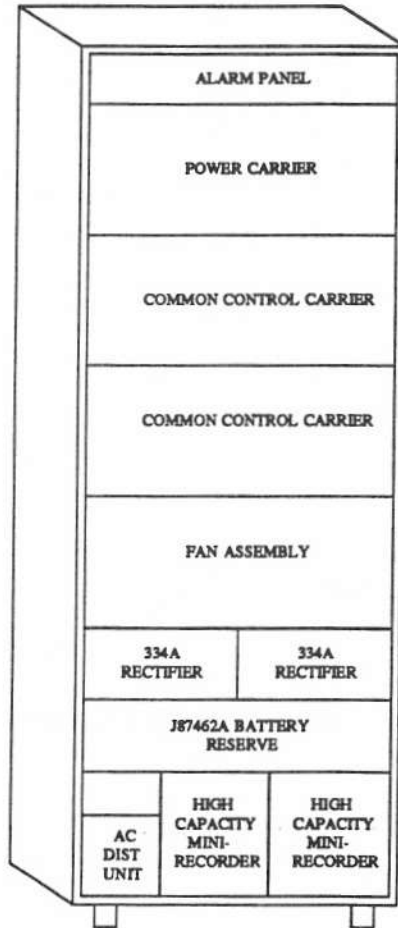 ALARM PANEL
POWER CARRIER
COMMON CONTROL CARRIER
COMMON CONTROL CARRIER
FAN ASSEMBLY
334A
RECTIFIER
334A
RECTIFIER
J87462A BATTERY
RESERVE
AC
DIST
UNIT
HIGH
CAPACITY
MINI-
RECORDER
HIGH
CAPACITY
MINI-
RECORDER